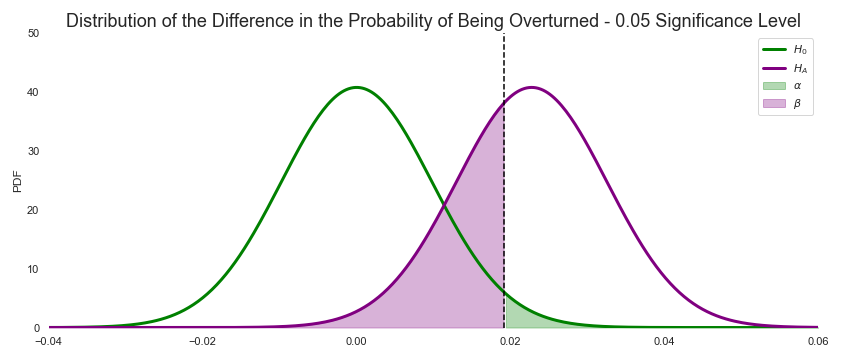 Distribution of the Difference in the Probability of Being Overturned - 0.05 Significance Level
50
40
30
20
10
0
PDF
−0.04
−0.02
0.00
0.02
0.04
0.06
H₀
H_A
α
β